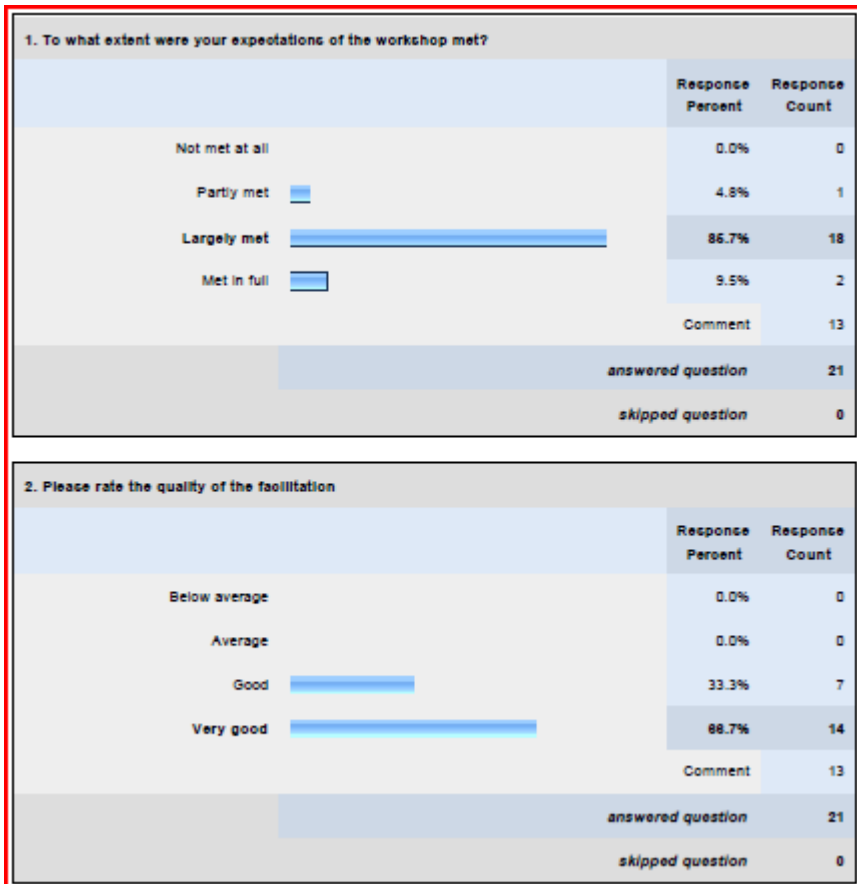 1. To what extent were your expectations of the workshop met?
Response Percent Response Count
Not met at all 0.0% 0
Partly met 4.8% 1
Largely met 85.7% 18
Met in full 9.5% 2
Comment 13
answered question 21
skipped question 0
2. Please rate the quality of the facilitation
Response Percent Response Count
Below average 0.0% 0
Average 0.0% 0
Good 33.3% 7
Very good 66.7% 14
Comment 13
answered question 21
skipped question 0